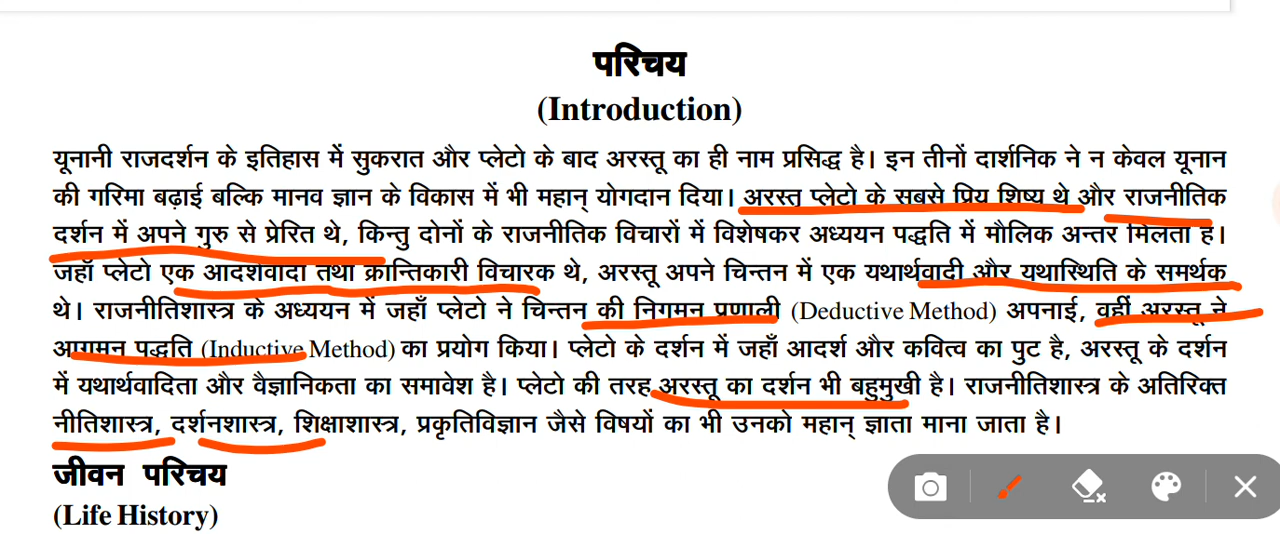 परिचय
(Introduction)
यूनानी राजदर्शन के इतिहास में सुकरात और प्लेटो के बाद अरस्तू का ही नाम प्रसिद्ध है। इन तीनों दार्शनिक ने न केवल यूनान
की गरिमा बढ़ाई बल्कि मानव ज्ञान के विकास में भी महान् योगदान दिया। अरस्तू प्लेटो के सबसे प्रिय शिष्य थे और राजनीतिक
दर्शन में अपने गुरु से प्रेरित थे, किन्तु दोनों के राजनीतिक विचारों में विशेषकर अध्ययन पद्धति में मौलिक अन्तर मिलता है।
जहाँ प्लेटो एक आदर्शवादी तथा क्रान्तिकारी विचारक थे, अरस्तू अपने चिन्तन में एक यथार्थवादी और यथास्थिति के समर्थक
थे। राजनीतिशास्त्र के अध्ययन में जहाँ प्लेटो ने चिन्तन की निगमन प्रणाली (Deductive Method) अपनाई, वहीं अरस्तू ने
आगमन पद्धति (Inductive Method) का प्रयोग किया। प्लेटो के दर्शन में जहाँ आदर्श और कवित्व का पुट है, अरस्तू के दर्शन
में यथार्थवादिता और वैज्ञानिकता का समावेश है। प्लेटो की तरह अरस्तू का दर्शन भी बहुमुखी है। राजनीतिशास्त्र के अतिरिक्त
नीतिशास्त्र, दर्शनशास्त्र, शिक्षाशास्त्र, प्रकृतिविज्ञान जैसे विषयों का भी उनको महान् ज्ञाता माना जाता है।
जीवन परिचय
(Life History)